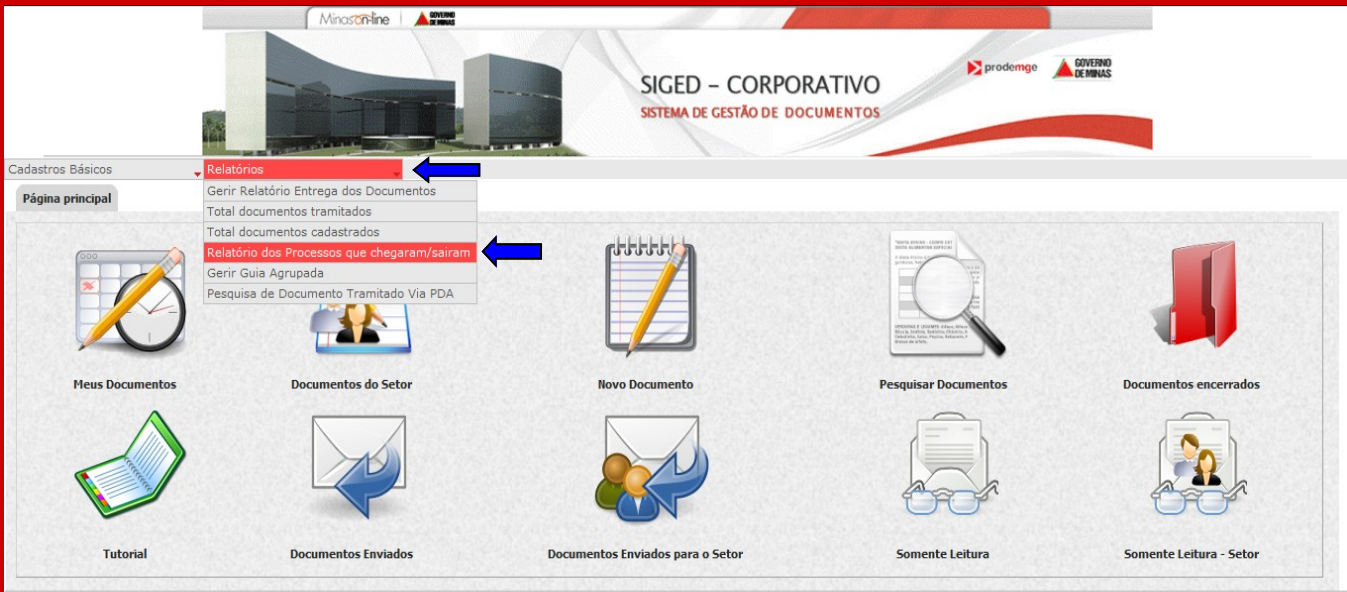 Minas on-line GOVERNO DE MINAS
SIGED – CORPORATIVO
SISTEMA DE GESTÃO DE DOCUMENTOS
prodemge GOVERNO DE MINAS
Cadastros Básicos Relatórios
Gerir Relatório Entrega dos Documentos
Página principal
Total documentos tramitados
Total documentos cadastrados
Relatório dos Processos que chegaram/sairam
Gerir Guia Agrupada
Pesquisa de Documento Tramitado Via PDA
Meus Documentos Documentos do Setor Novo Documento Pesquisar Documentos Documentos encerrados
Tutorial Documentos Enviados Documentos Enviados para o Setor Somente Leitura Somente Leitura - Setor